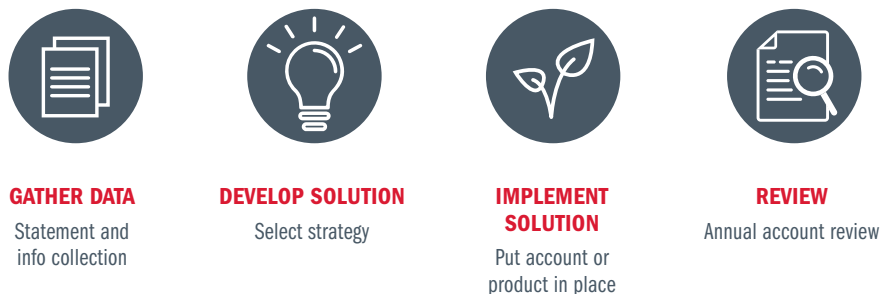 GATHER DATA
Statement and
info collection
DEVELOP SOLUTION
Select strategy
IMPLEMENT
SOLUTION
Put account or
product in place
REVIEW
Annual account review